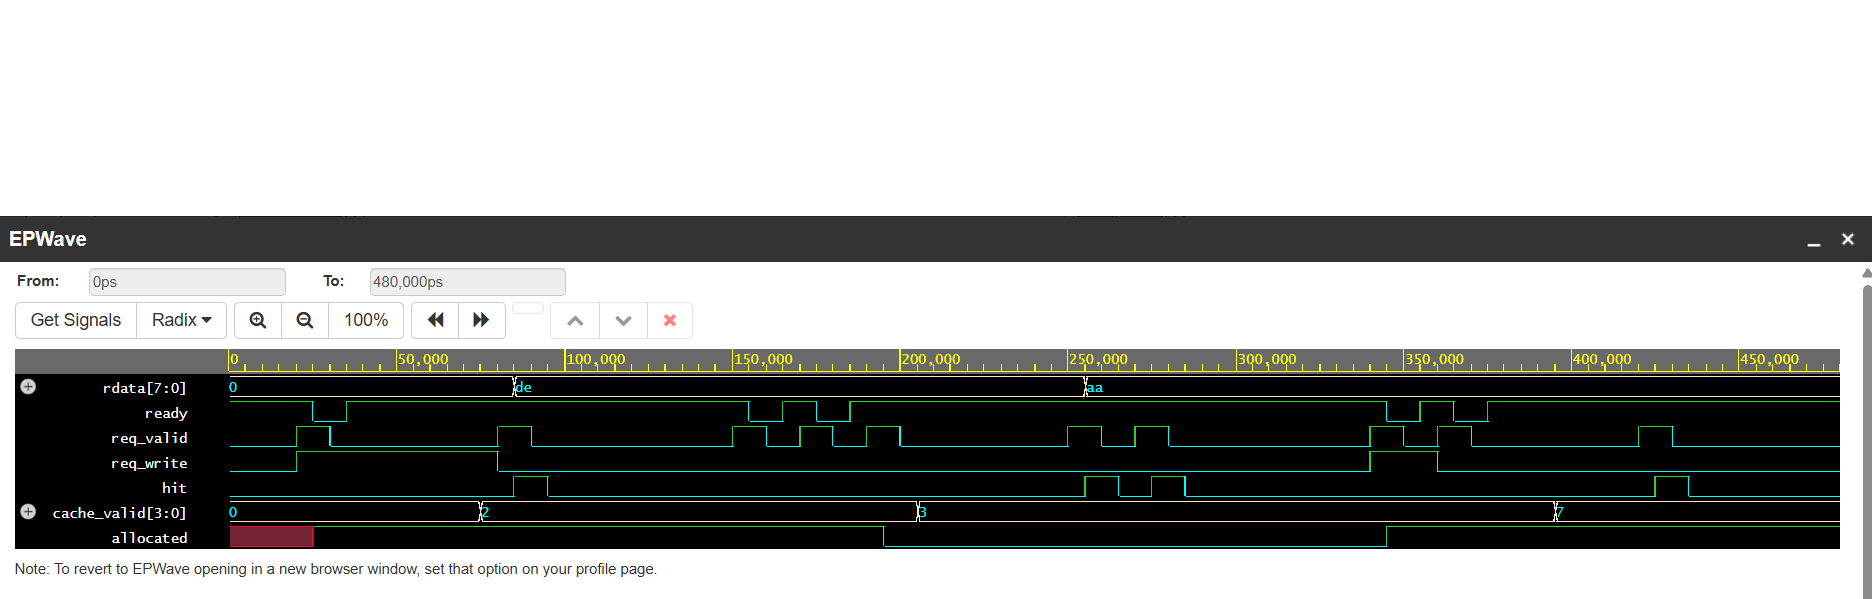 EPWave
From: 0ps To: 480,000ps
Get Signals Radix 100%
0 50,000 100,000 150,000 200,000 250,000 300,000 350,000 400,000 450,000
rdata[7:0] 0 de aa
ready
req_valid
req_write
hit
cache_valid[3:0] 0 2 3 7
allocated
Note: To revert to EPWave opening in a new browser window, set that option on your profile page.